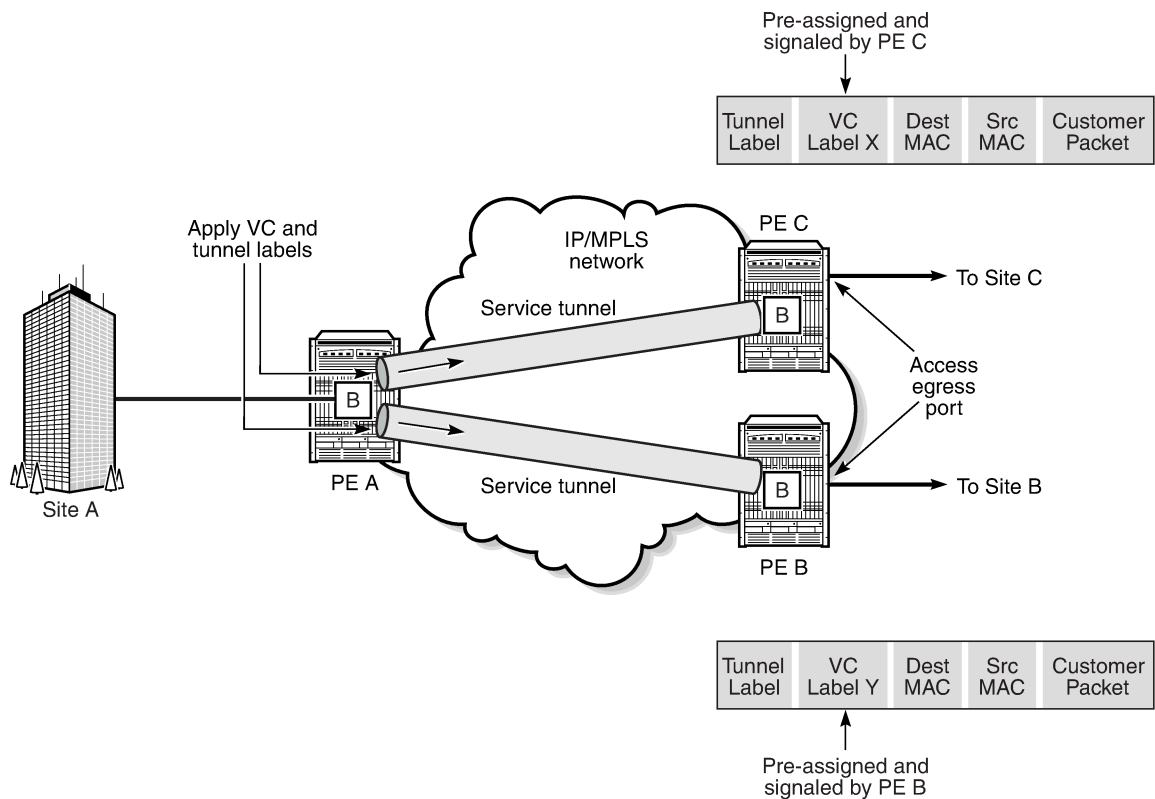 Pre-assigned and
signaled by PE C
Tunnel
Label
VC
Label X
Dest
MAC
Src
MAC
Customer
Packet
Apply VC and
tunnel labels
IP/MPLS
network
PE C
To Site C
Service tunnel
B
Access
egress
port
B
Site A
PE A
Service tunnel
B
To Site B
PE B
Tunnel
Label
VC
Label Y
Dest
MAC
Src
MAC
Customer
Packet
Pre-assigned and
signaled by PE B